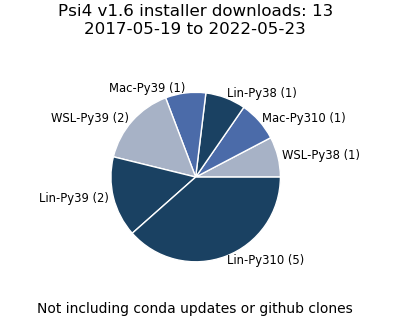 Psi4 v1.6 installer downloads: 13
2017-05-19 to 2022-05-23
Mac-Py39 (1)
Lin-Py38 (1)
WSL-Py39 (2)
Mac-Py310 (1)
WSL-Py38 (1)
Lin-Py39 (2)
Lin-Py310 (5)
Not including conda updates or github clones